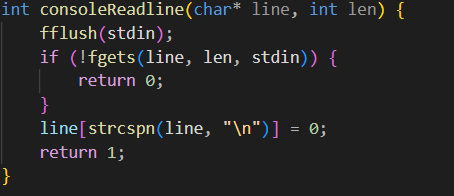 int consoleReadline(char* line, int len) {
    fflush(stdin);
    if (!fgets(line, len, stdin)) {
        return 0;
    }
    line[strcspn(line, "\n")] = 0;
    return 1;
}